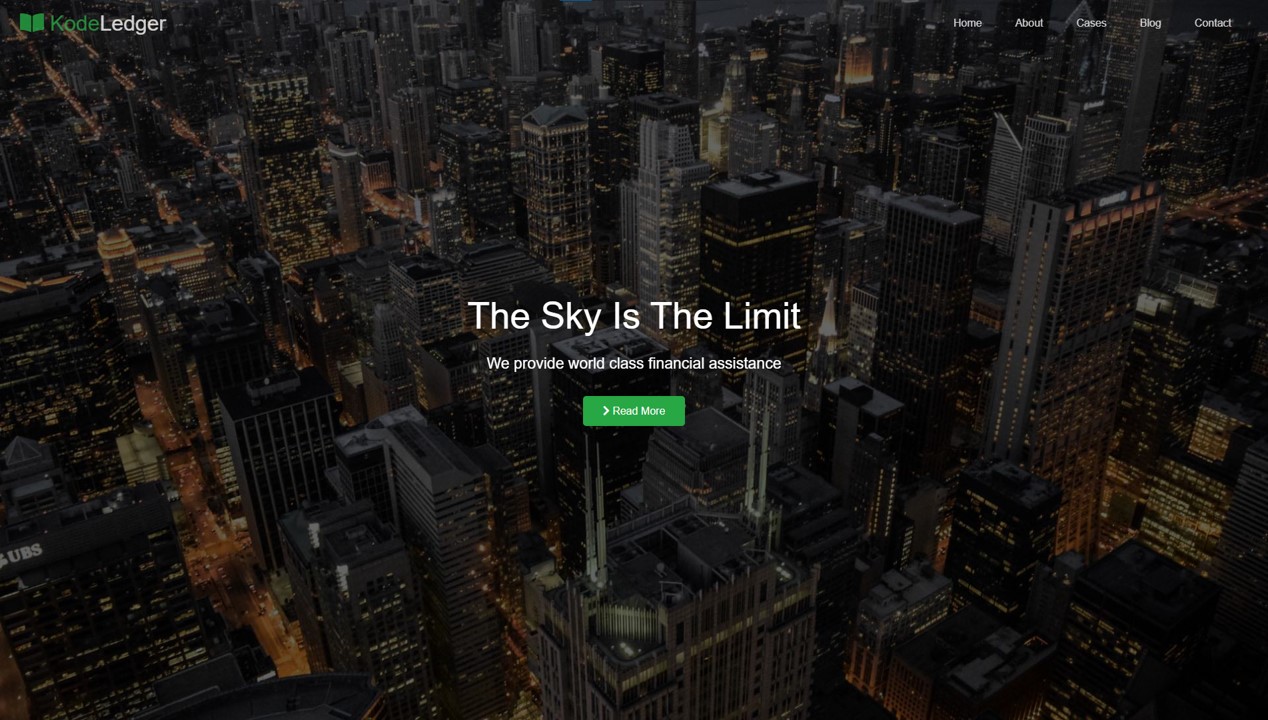 KodeLedger
Home About Cases Blog Contact
The Sky Is The Limit
We provide world class financial assistance
Read More
UBS